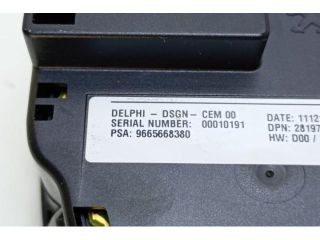 DELPHI - DSGN- CEM 00
SERIAL NUMBER: 00010191
PSA: 9665668380
DATE: 1112
DPN: 28197
HW: D00 /